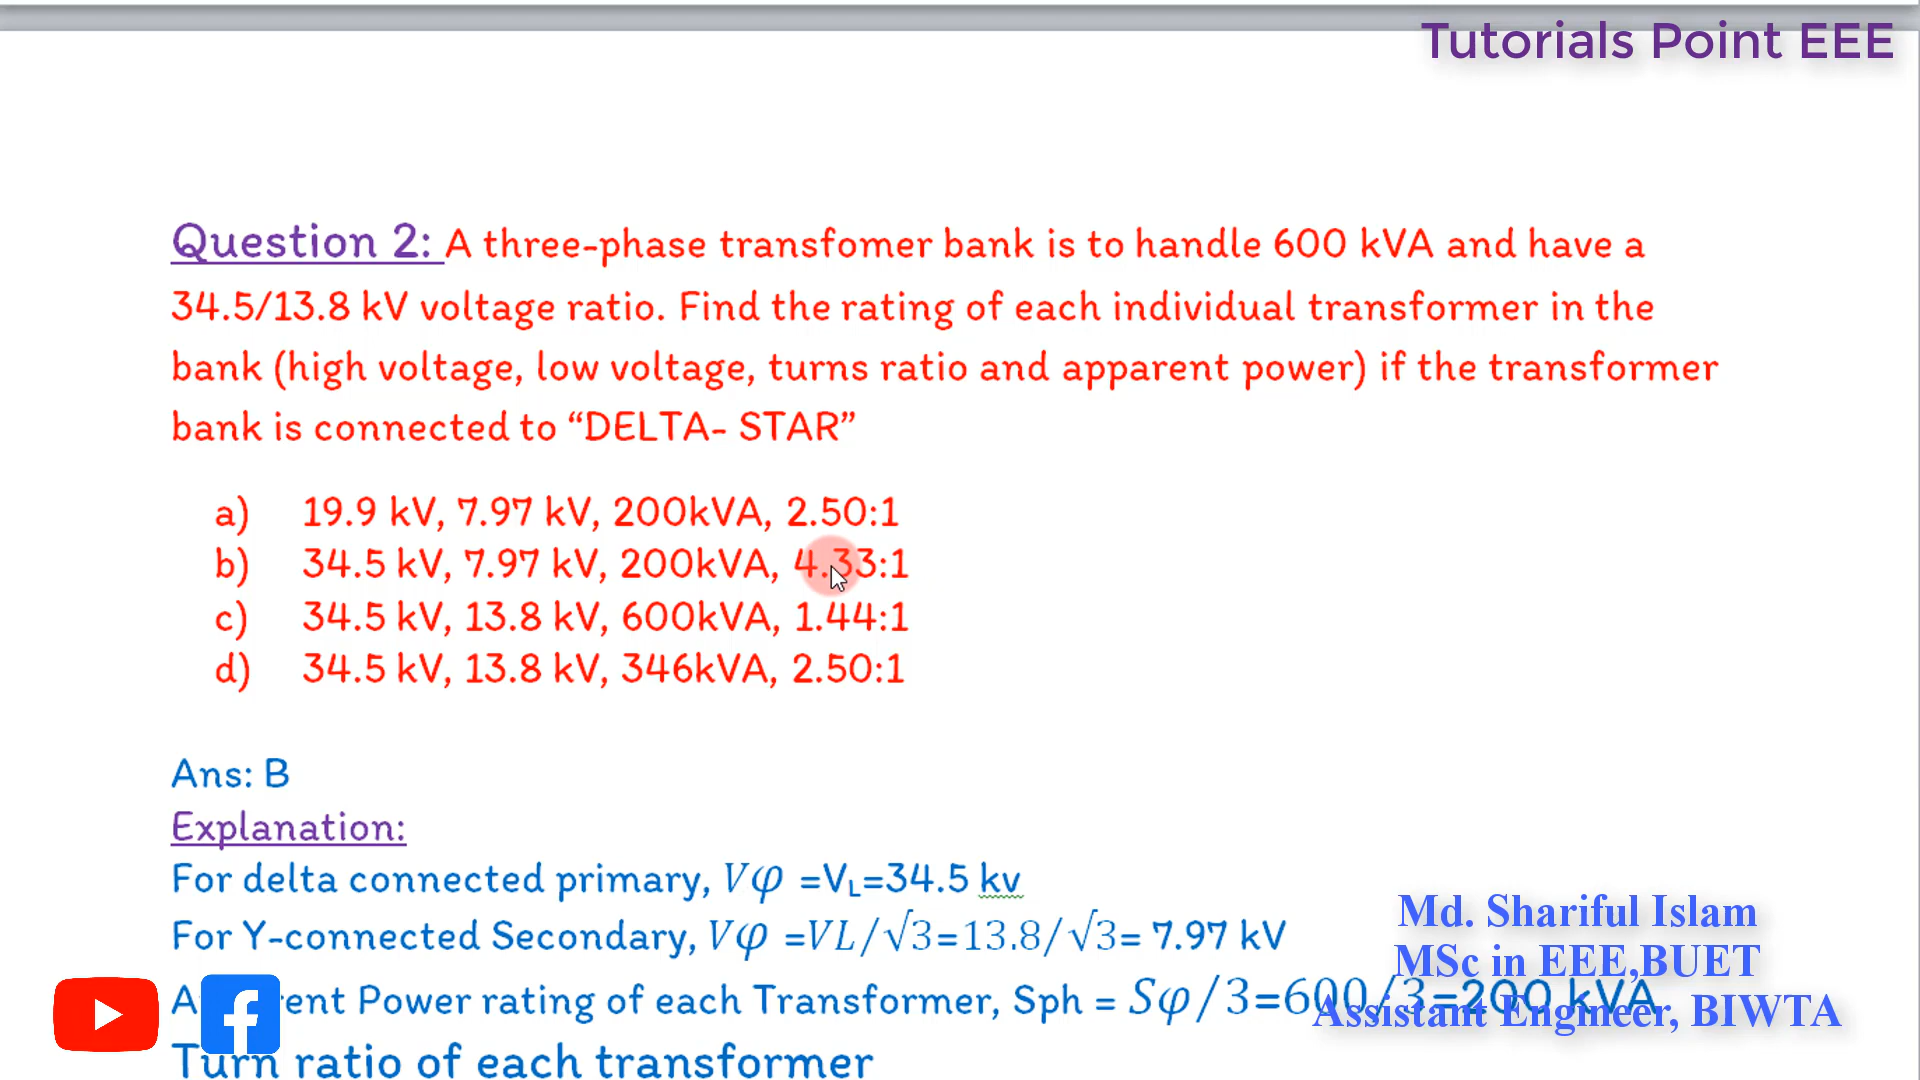 Tutorials Point EEE
Question 2: A three-phase transfomer bank is to handle 600 kVA and have a
34.5/13.8 kV voltage ratio. Find the rating of each individual transformer in the
bank (high voltage, low voltage, turns ratio and apparent power) if the transformer
bank is connected to “DELTA- STAR”
a) 19.9 kV, 7.97 kV, 200kVA, 2.50:1
b) 34.5 kV, 7.97 kV, 200kVA, 4.33:1
c) 34.5 kV, 13.8 kV, 600kVA, 1.44:1
d) 34.5 kV, 13.8 kV, 346kVA, 2.50:1
Ans: B
Explanation:
For delta connected primary, Vφ =VL=34.5 kv
For Y-connected Secondary, Vφ =VL/√3=13.8/√3= 7.97 kV
Power rating of each Transformer, Sph = Sφ/3=600/3=200 kVA
Turn ratio of each transformer
Md. Shariful Islam
MSc in EEE,BUET
Assistant Engineer, BIWTA